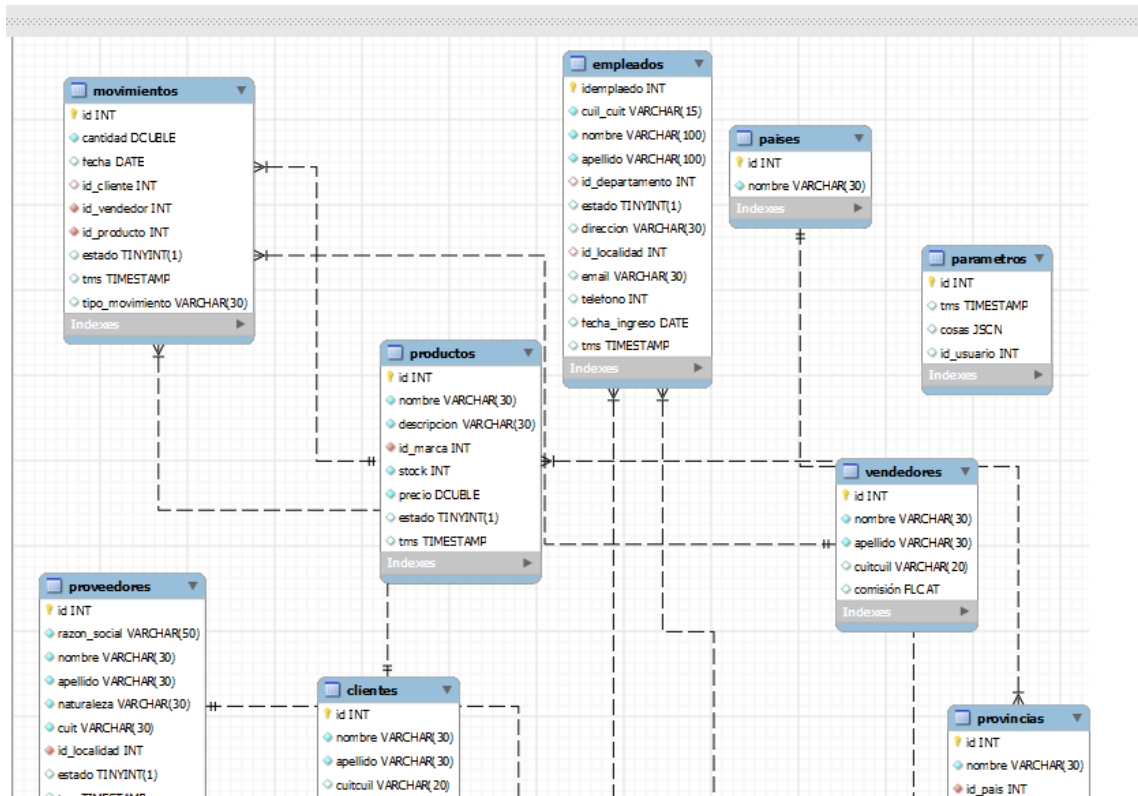 movimientos
id INT
cantidad DOUBLE
fecha DATE
id_cliente INT
id_vendedor INT
id_producto INT
estado TINYINT(1)
tms TIMESTAMP
tipo_movimiento VARCHAR(30)
Indexes
empleados
idemplaedo INT
cuil_cuit VARCHAR(15)
nombre VARCHAR(100)
apellido VARCHAR(100)
id_departamento INT
estado TINYINT(1)
direccion VARCHAR(30)
id_localidad INT
email VARCHAR(30)
telefono INT
fecha_ingreso DATE
tms TIMESTAMP
Indexes
paises
id INT
nombre VARCHAR(30)
Indexes
parametros
id INT
tms TIMESTAMP
cosas JSON
id_usuario INT
Indexes
productos
id INT
nombre VARCHAR(30)
descripcion VARCHAR(30)
id_marca INT
stock INT
precio DOUBLE
estado TINYINT(1)
tms TIMESTAMP
Indexes
vendedores
id INT
nombre VARCHAR(30)
apellido VARCHAR(30)
cuitcuil VARCHAR(20)
comisión FLOAT
Indexes
proveedores
id INT
razon_social VARCHAR(50)
nombre VARCHAR(30)
apellido VARCHAR(30)
naturaleza VARCHAR(30)
cuit VARCHAR(30)
id_localidad INT
estado TINYINT(1)
clientes
id INT
nombre VARCHAR(30)
apellido VARCHAR(30)
cuitcuil VARCHAR(20)
provincias
id INT
nombre VARCHAR(30)
id_pais INT